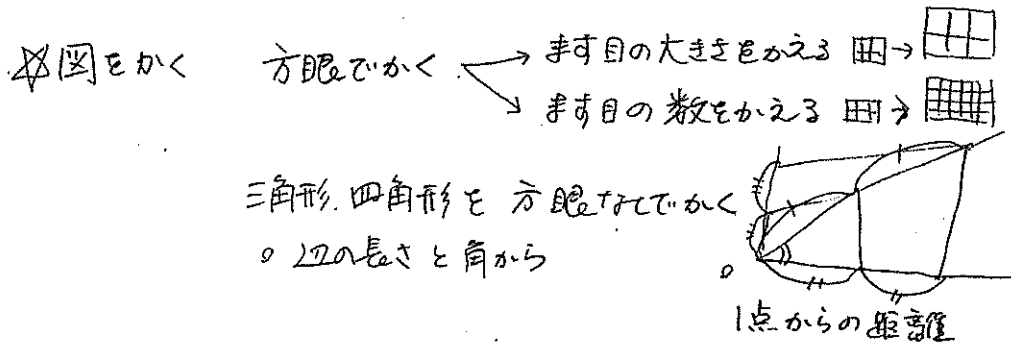 ☆図をかく 方眼でかく → ます目の大きさをかえる →
→ ます目の数をかえる →
三角形.四角形を方眼なしでかく
○ 辺の長さと角から
○
1点からの距離